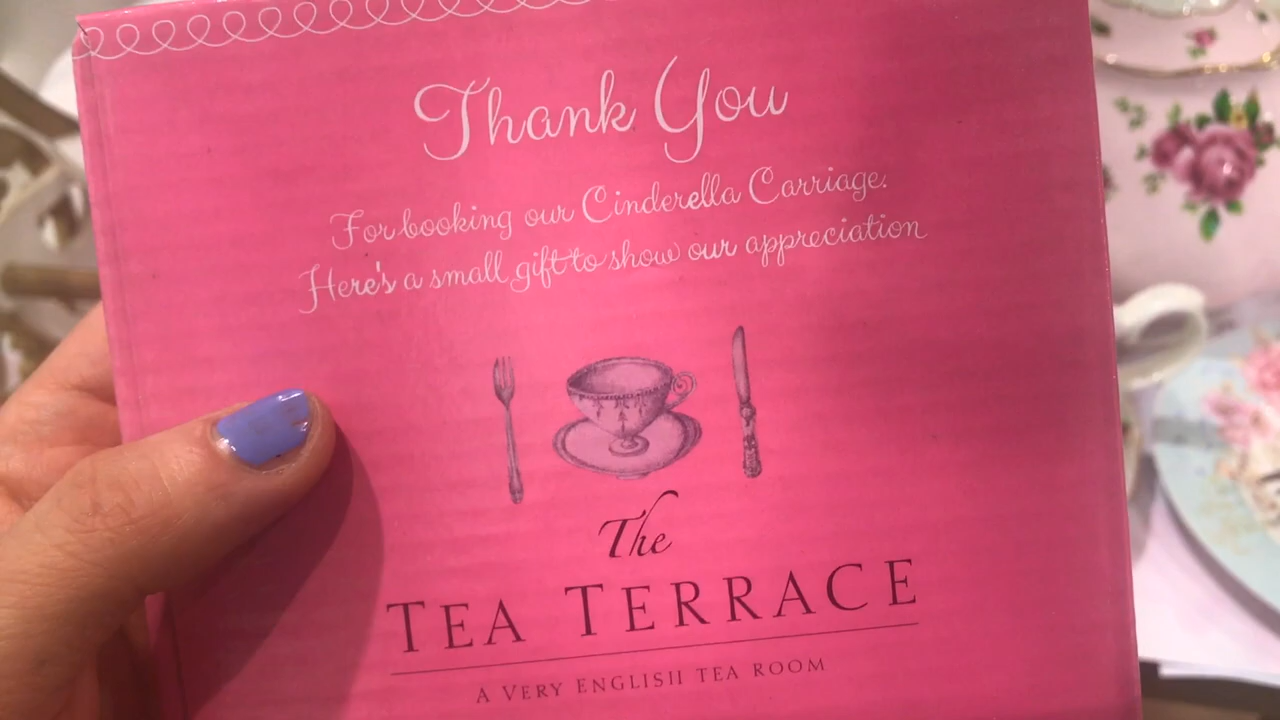 Thank You
For booking our Cinderella Carriage.
Here's a small gift to show our appreciation
The
TEA TERRACE
A VERY ENGLISH TEA ROOM